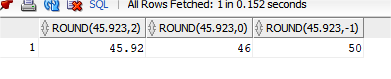 SQL | All Rows Fetched: 1 in 0.152 seconds
ROUND(45.923,2) ROUND(45.923,0) ROUND(45.923,-1)
1 45.92 46 50